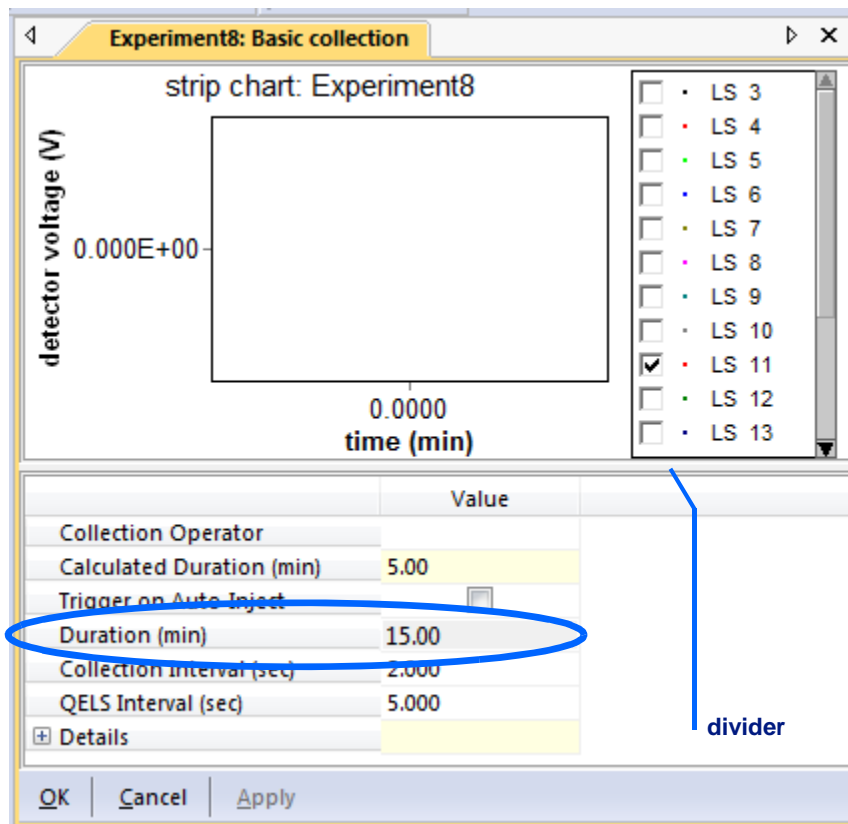 Experiment8: Basic collection
strip chart: Experiment8
detector voltage (V)
0.000E+00
0.0000
time (min)
LS 3
LS 4
LS 5
LS 6
LS 7
LS 8
LS 9
LS 10
LS 11
LS 12
LS 13
Value
Collection Operator
Calculated Duration (min) 5.00
Trigger on Auto Inject
Duration (min) 15.00
Collection Interval (sec) 2.000
QELS Interval (sec) 5.000
Details
divider
OK Cancel Apply